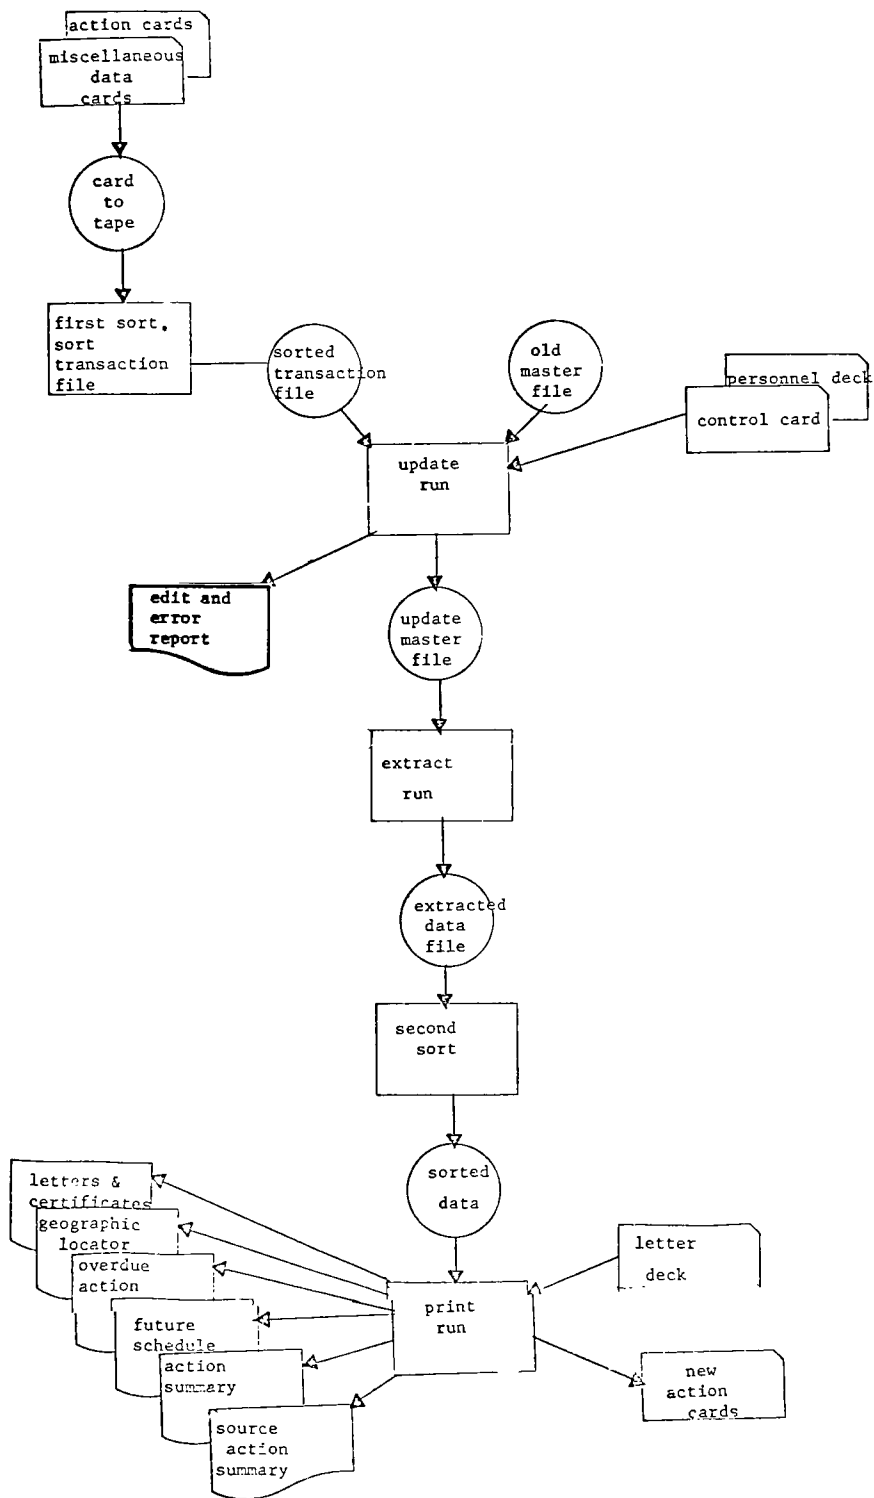 action cards
miscellaneous
data
cards
card
to
tape
first sort,
sort
transaction
file
sorted
transaction
file
old
master
file
personnel deck
control card
update
run
edit and
error
report
update
master
file
extract
run
extracted
data
file
second
sort
sorted
data
letters &
certificates
geographic
locator
overdue
action
future
schedule
action
summary
source
action
summary
print
run
letter
deck
new
action
cards